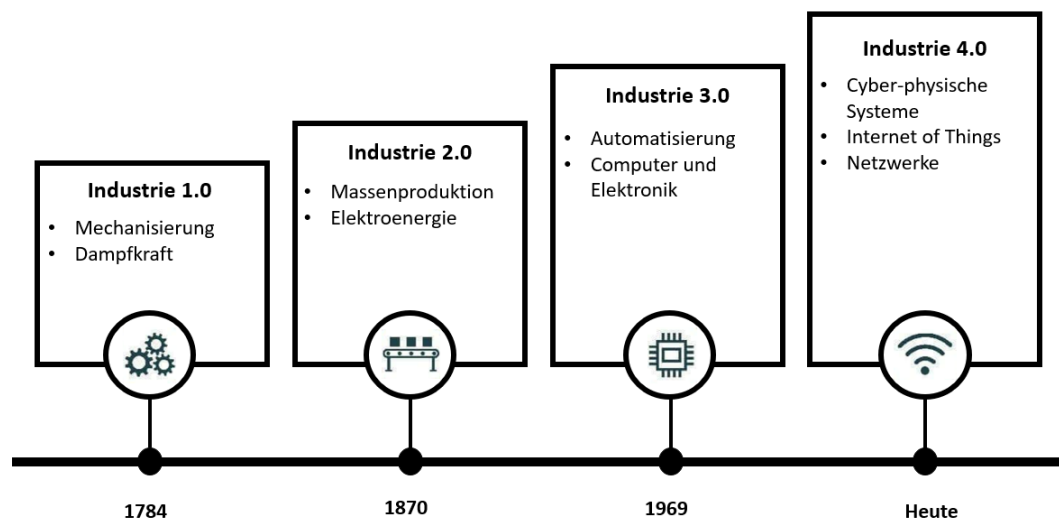 Industrie 1.0
• Mechanisierung
• Dampfkraft
Industrie 2.0
• Massenproduktion
• Elektroenergie
Industrie 3.0
• Automatisierung
• Computer und
Elektronik
Industrie 4.0
• Cyber-physische
Systeme
• Internet of Things
• Netzwerke
1784
1870
1969
Heute